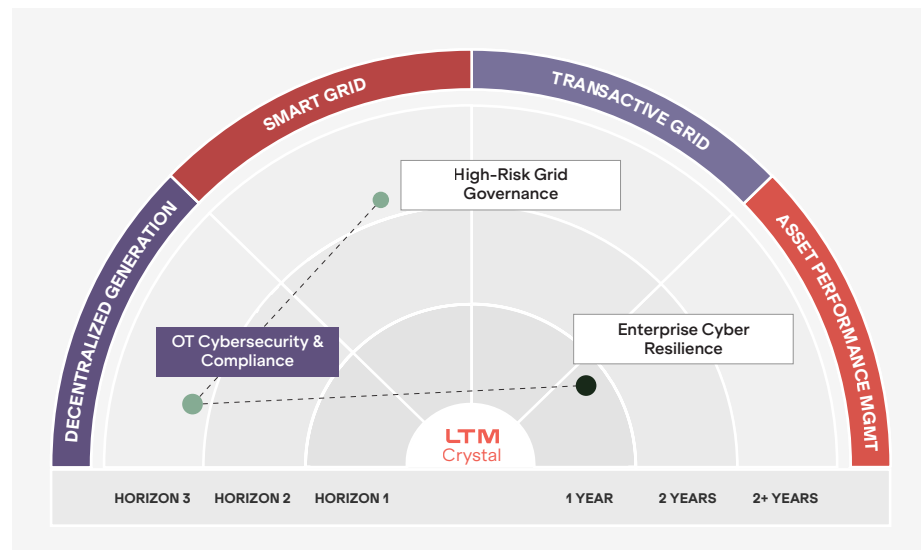 SMART GRID
TRANSACTIVE GRID
DECENTRALIZED GENERATION
ASSET PERFORMANCE MGMT
High-Risk Grid
Governance
OT Cybersecurity &
Compliance
Enterprise Cyber
Resilience
LTM
Crystal
HORIZON 3 HORIZON 2 HORIZON 1 1 YEAR 2 YEARS 2+ YEARS